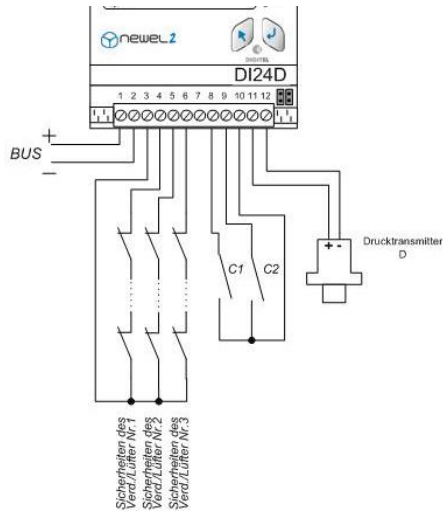 newel2
DIGITEL
DI24D
1 2 3 4 5 6 7 8 9 10 11 12
+
BUS
–
C1 C2
+ -
Drucktransmitter
D
Sicherheiten des
Verd./Lüfter Nr.1
Sicherheiten des
Verd./Lüfter Nr.2
Sicherheiten des
Verd./Lüfter Nr.3